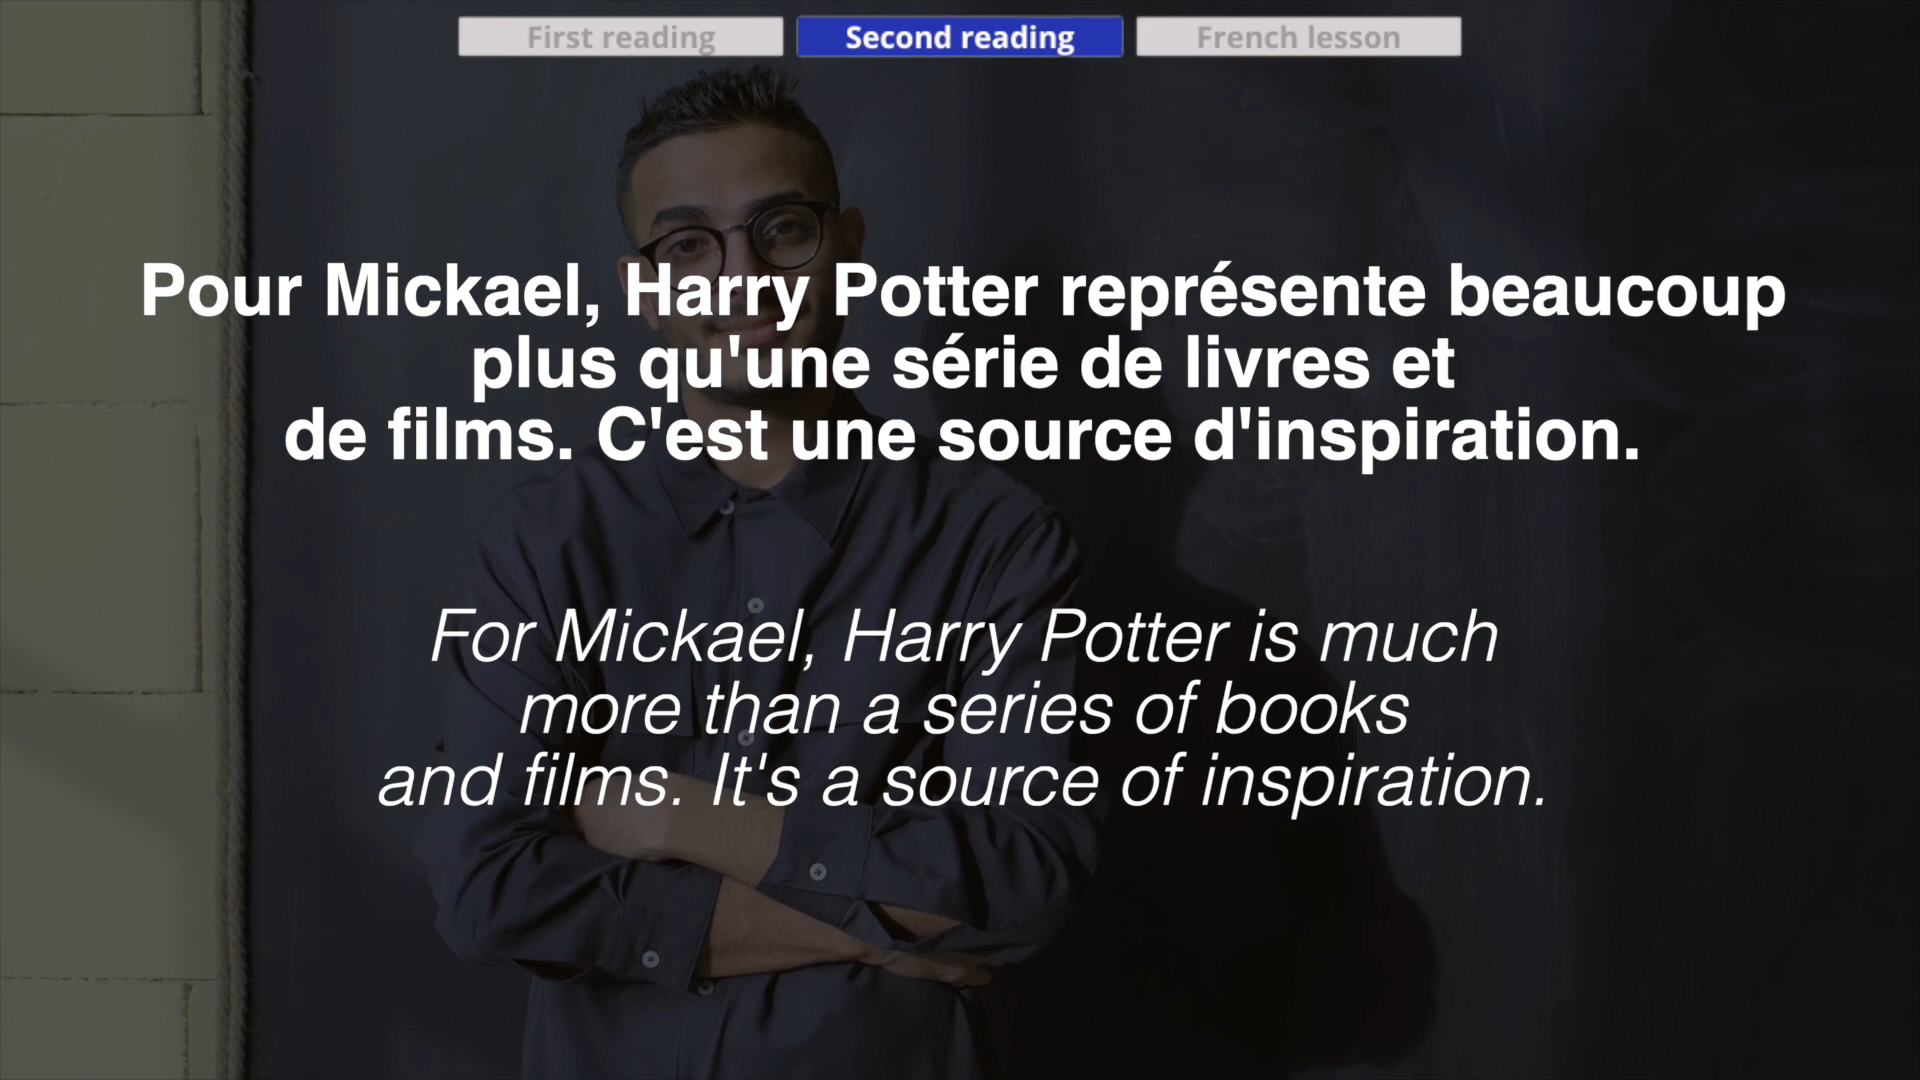 First reading
Second reading
French lesson
Pour Mickael, Harry Potter représente beaucoup
plus qu'une série de livres et
de films. C'est une source d'inspiration.
For Mickael, Harry Potter is much
more than a series of books
and films. It's a source of inspiration.